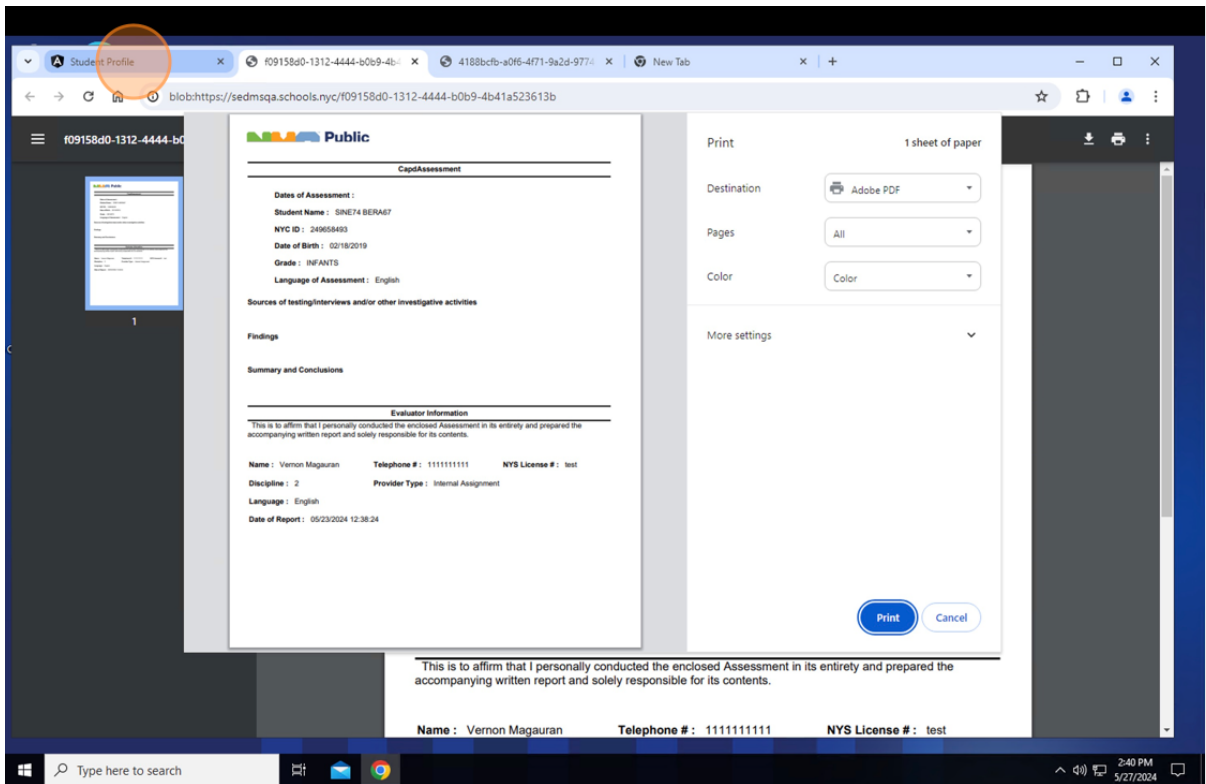 Student Profile
f09158d0-1312-4444-b0b9-4b4
4188bcfb-a0f6-4f71-9a2d-9774
New Tab
blob:https://sedmsqa.schools.nyc/f09158d0-1312-4444-b0b9-4b41a523613b
f09158d0-1312-4444-b0
1
Public
CapdAssessment
Dates of Assessment :
Student Name : SINE74 BERA67
NYC ID : 249658493
Date of Birth : 02/18/2019
Grade : INFANTS
Language of Assessment : English
Sources of testing/interviews and/or other investigative activities
Findings
Summary and Conclusions
Evaluator Information
This is to affirm that I personally conducted the enclosed Assessment in its entirety and prepared the
accompanying written report and solely responsible for its contents.
Name : Vernon Magauran Telephone # : 1111111111 NYS License # : test
Discipline : 2 Provider Type : Internal Assignment
Language : English
Date of Report : 05/23/2024 12:38:24
Print 1 sheet of paper
Destination Adobe PDF
Pages All
Color Color
More settings
Print Cancel
This is to affirm that I personally conducted the enclosed Assessment in its entirety and prepared the
accompanying written report and solely responsible for its contents.
Name : Vernon Magauran Telephone # : 1111111111 NYS License # : test
Type here to search
2:40 PM
5/27/2024